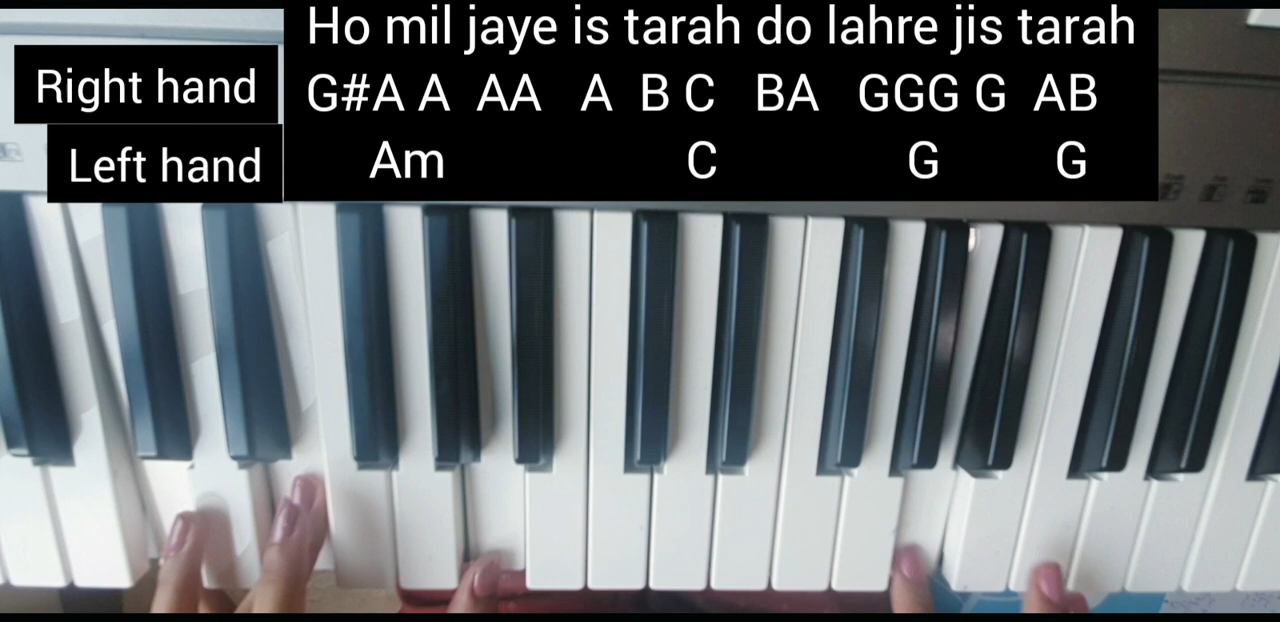 Ho mil jaye is tarah do lahre jis tarah
Right hand G#A A AA A B C BA GGG G AB
Left hand Am C G G